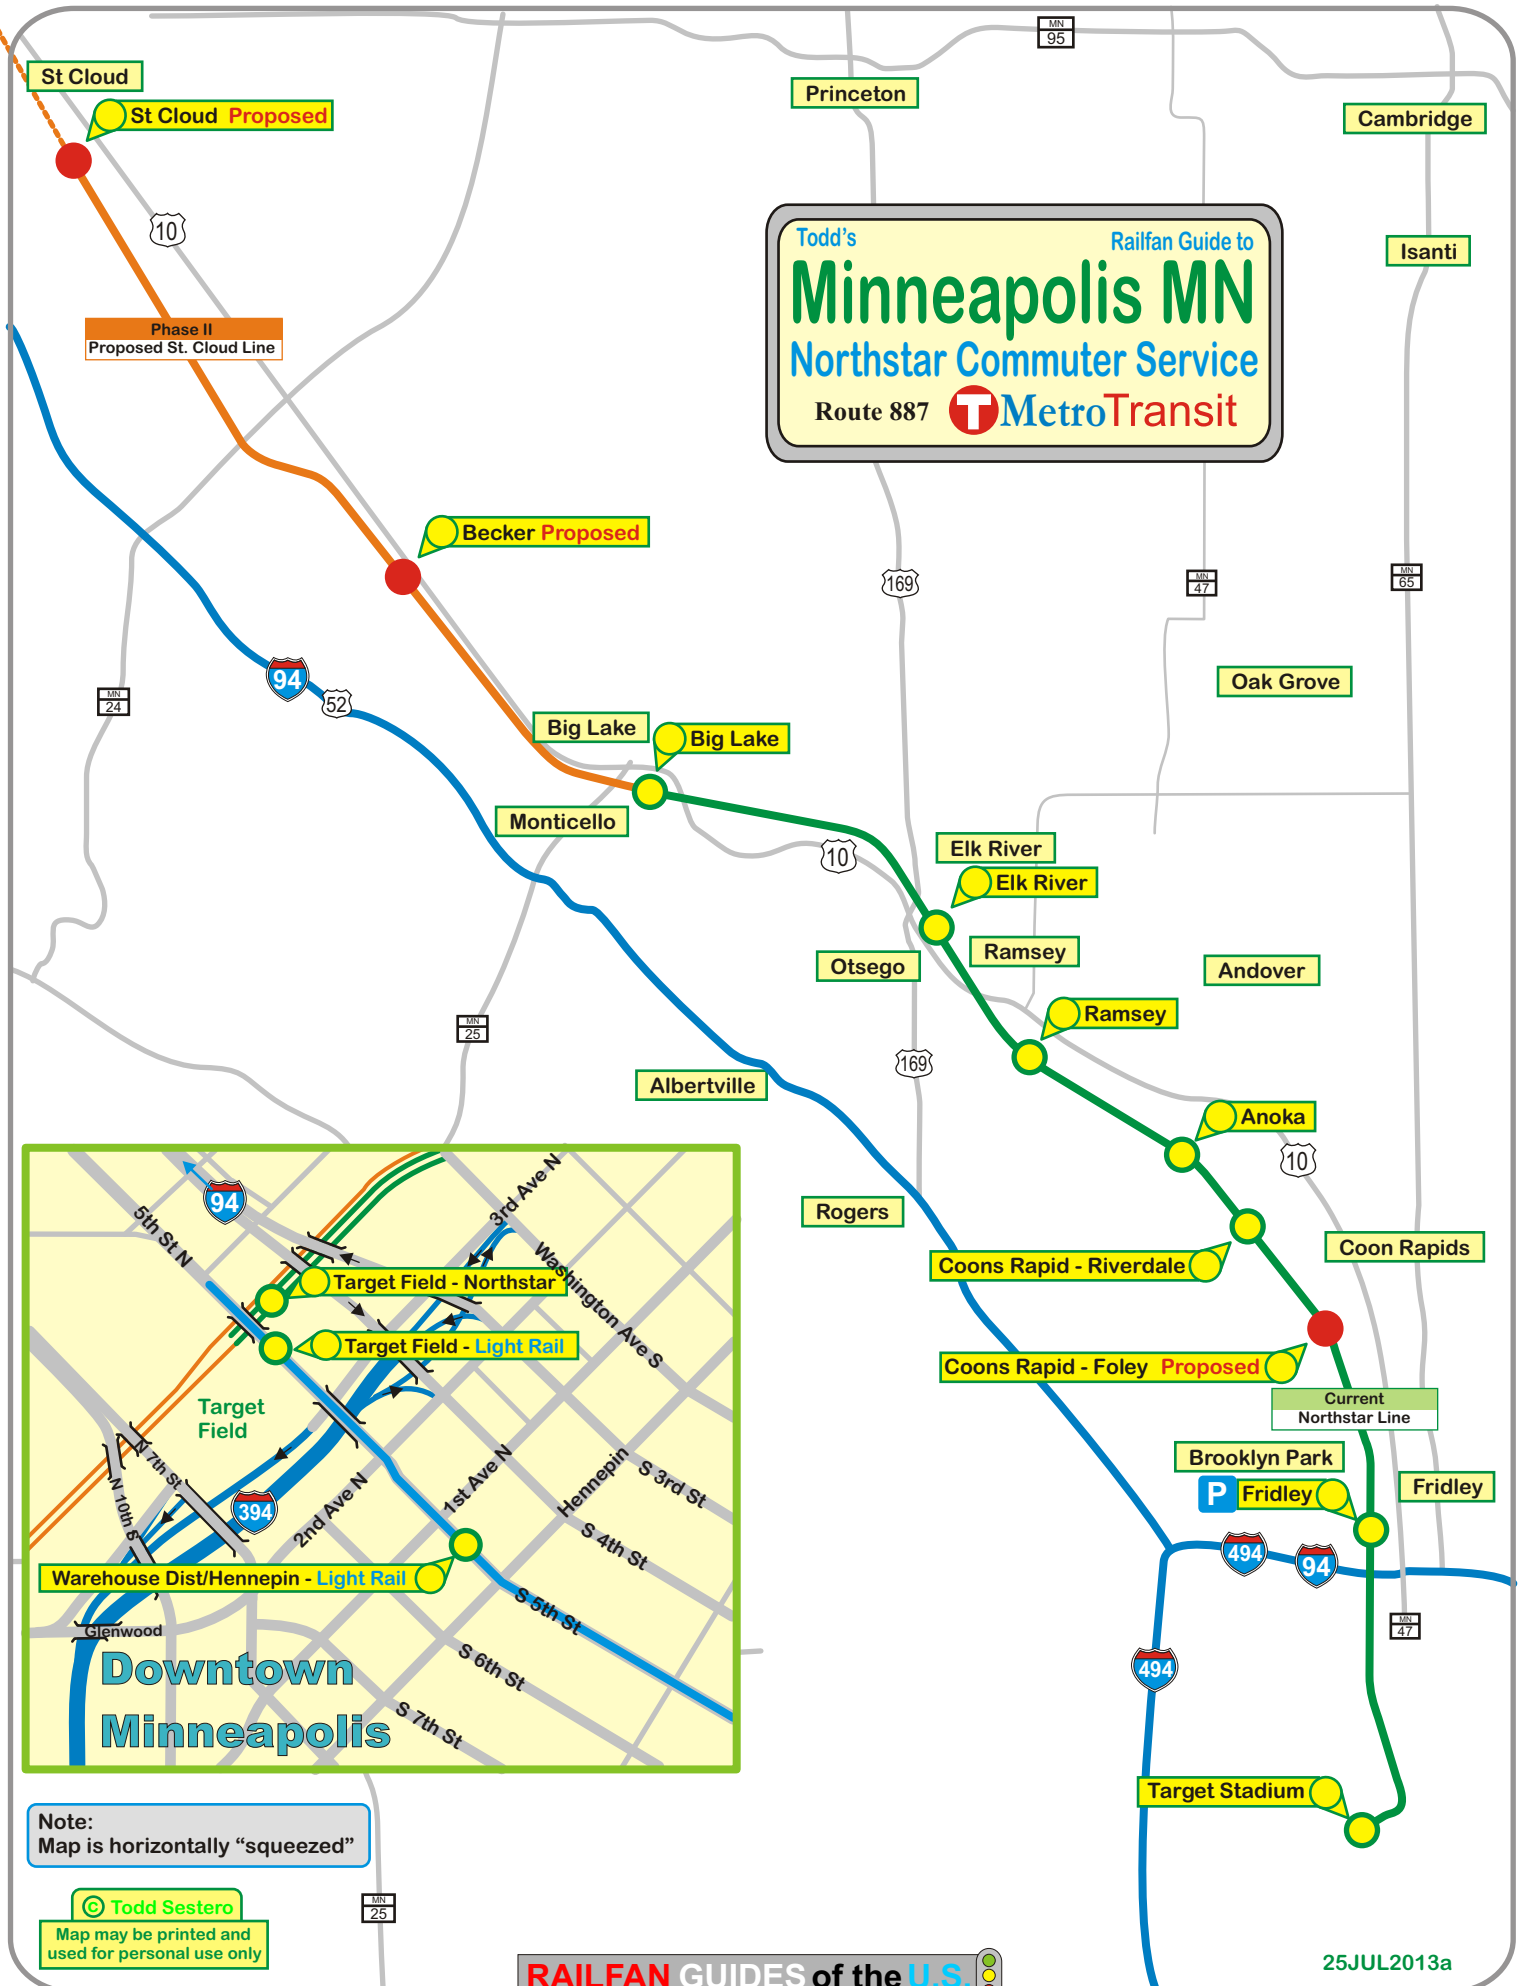 St Cloud
St Cloud Proposed
MN
95
Princeton
Cambridge
10
Todd's
Railfan Guide to
Minneapolis MN
Northstar Commuter Service
Route 887
T MetroTransit
Isanti
Phase II
Proposed St. Cloud Line
Becker Proposed
169
MN
47
MN
65
94
52
MN
24
Oak Grove
Big Lake
Big Lake
Monticello
10
Elk River
Elk River
Ramsey
Otsego
Andover
Ramsey
MN
25
169
Albertville
Anoka
10
Rogers
Coon Rapids
Coons Rapid - Riverdale
Coons Rapid - Foley Proposed
Current
Northstar Line
Brooklyn Park
P
Fridley
Fridley
494
94
MN
47
494
Target Stadium
94
5th St N
3rd Ave N
Washington Ave S
Target Field - Northstar
Target Field - Light Rail
Target
Field
N 7th St
N 10th S
394
2nd Ave N
1st Ave N
Hennepin
S 3rd St
S 4th St
Warehouse Dist/Hennepin - Light Rail
S 5th St
Glenwood
S 6th St
S 7th St
Downtown
Minneapolis
Note:
Map is horizontally “squeezed”
© Todd Sestero
Map may be printed and
used for personal use only
MN
25
RAILFAN GUIDES of the U.S.
25JUL2013a